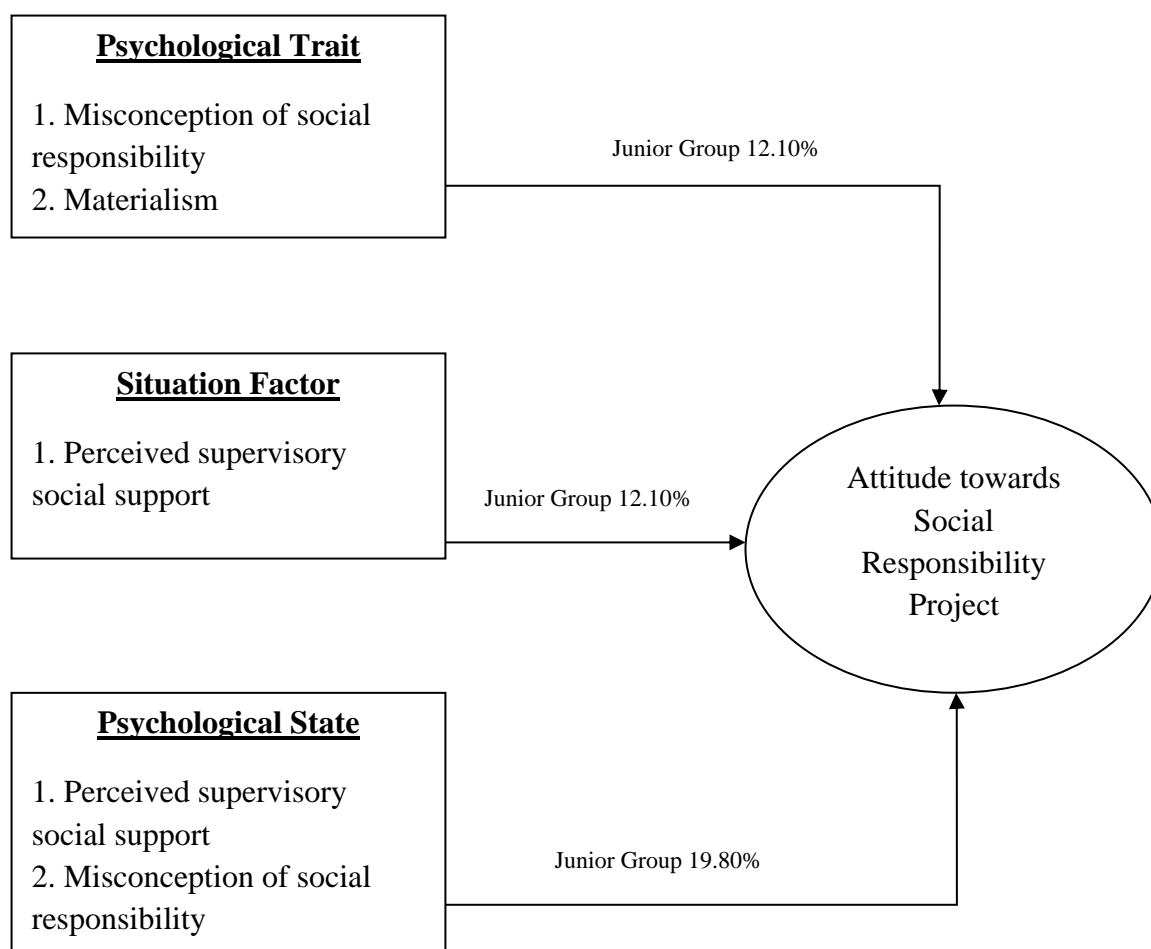 Psychological Trait
1. Misconception of social
responsibility
2. Materialism
Junior Group 12.10%
Situation Factor
1. Perceived supervisory
social support
Junior Group 12.10%
Attitude towards
Social
Responsibility
Project
Psychological State
1. Perceived supervisory
social support
2. Misconception of social
responsibility
Junior Group 19.80%